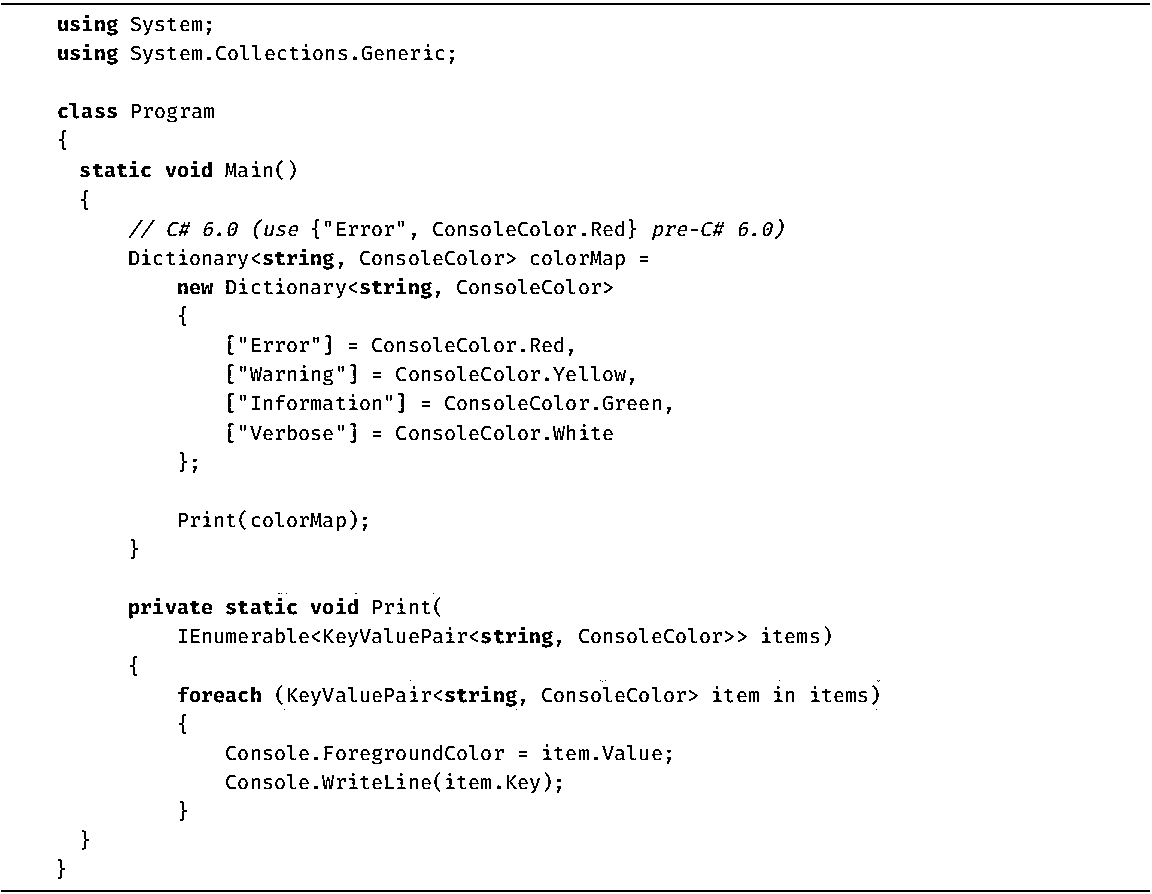 using System;
using System.Collections.Generic;

class Program
{
  static void Main()
  {
      // C# 6.0 (use {"Error", ConsoleColor.Red} pre-C# 6.0)
      Dictionary<string, ConsoleColor> colorMap =
          new Dictionary<string, ConsoleColor>
          {
              ["Error"] = ConsoleColor.Red,
              ["Warning"] = ConsoleColor.Yellow,
              ["Information"] = ConsoleColor.Green,
              ["Verbose"] = ConsoleColor.White
          };

          Print(colorMap);
      }

      private static void Print(
          IEnumerable<KeyValuePair<string, ConsoleColor>> items)
      {
          foreach (KeyValuePair<string, ConsoleColor> item in items)
          {
              Console.ForegroundColor = item.Value;
              Console.WriteLine(item.Key);
          }
  }
}